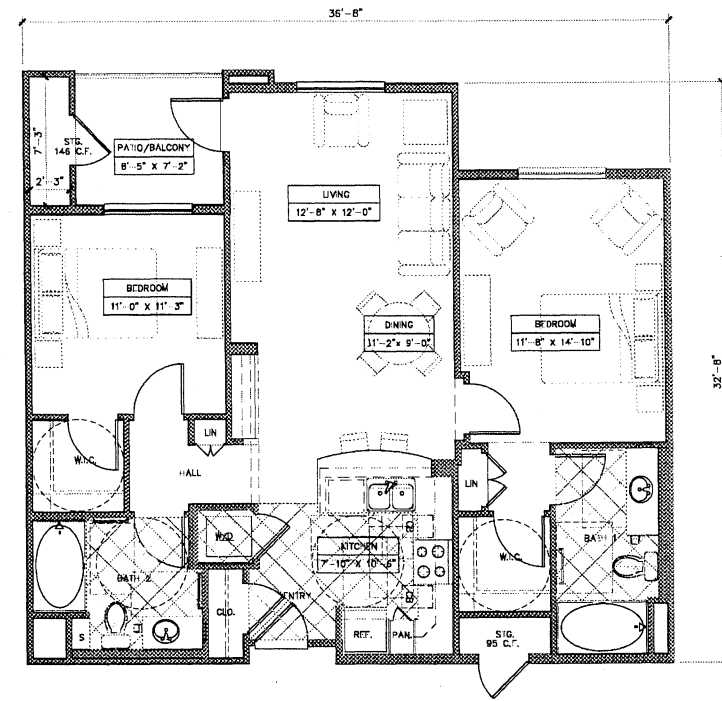 36'-8"
7'-3"
STG.
146 C.F.
2'-3"
PATIO/BALCONY
8'-5" X 7'-2"
LIVING
12'-8" X 12'-0"
BEDROOM
11'-0" X 11'-3"
DINING
11'-2"x 9'-0"
BEDROOM
11'-8" X 14'-10"
32'-8"
LIN
W.I.C.
HALL
LIN
W/D
KITCHEN
7'-10" X 10'-6"
BATH 1
W.I.C.
BATH 2
CLO.
ENTRY
S
REF.
PAN.
STG.
95 C.F.